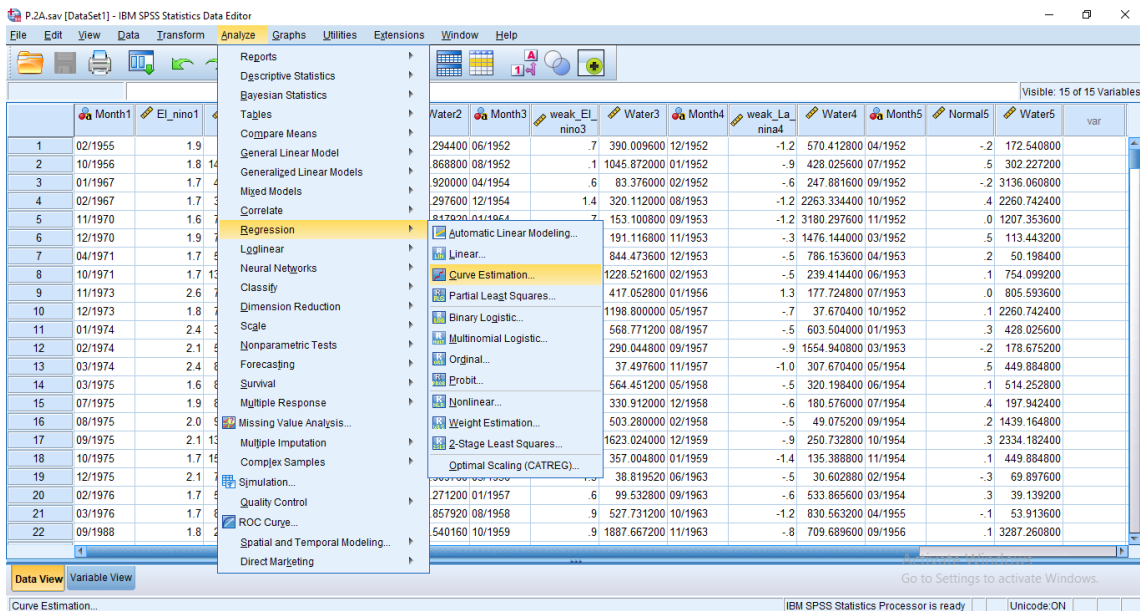 P.2A.sav [DataSet1] - IBM SPSS Statistics Data Editor
File Edit View Data Transform Analyze Graphs Utilities Extensions Window Help
Visible: 15 of 15 Variables
Reports
Descriptive Statistics
Bayesian Statistics
Tables
Compare Means
General Linear Model
Generalized Linear Models
Mixed Models
Correlate
Regression
Loglinear
Neural Networks
Classify
Dimension Reduction
Scale
Nonparametric Tests
Forecasting
Survival
Multiple Response
Missing Value Analysis...
Multiple Imputation
Complex Samples
Simulation...
Quality Control
ROC Curve...
Spatial and Temporal Modeling...
Direct Marketing
Automatic Linear Modeling...
Linear...
Curve Estimation...
Partial Least Squares...
Binary Logistic...
Multinomial Logistic...
Ordinal...
Probit...
Nonlinear...
Weight Estimation...
2-Stage Least Squares...
Optimal Scaling (CATREG)...
Month1 El_nino1 Water2 Month3 weak_El_nino3 Water3 Month4 weak_La_nina4 Water4 Month5 Normal5 Water5 var
1 02/1955 1.9 .294400 06/1952 .7 390.009600 12/1952 -1.2 570.412800 04/1952 -.2 172.540800
2 10/1956 1.8 14 .868800 08/1952 .1 1045.872000 01/1952 -.9 428.025600 07/1952 .5 302.227200
3 01/1967 1.7 .920000 04/1954 .6 83.376000 02/1952 -.6 247.881600 09/1952 -.2 3136.060800
4 02/1967 1.7 .297600 12/1954 1.4 320.112000 08/1953 -1.2 2263.334400 10/1952 .4 2260.742400
5 11/1970 1.6 .817920 01/1964 .7 153.100800 09/1953 -1.2 3180.297600 11/1952 .0 1207.353600
6 12/1970 1.9 191.116800 11/1953 -.3 1476.144000 03/1952 .5 113.443200
7 04/1971 1.7 844.473600 12/1953 -.5 786.153600 04/1953 .2 50.198400
8 10/1971 1.7 13 1228.521600 02/1953 -.5 239.414400 06/1953 .1 754.099200
9 11/1973 2.6 417.052800 01/1956 1.3 177.724800 07/1953 .0 805.593600
10 12/1973 1.8 1198.800000 05/1957 -.7 37.670400 10/1952 .1 2260.742400
11 01/1974 2.4 568.771200 08/1957 -.5 603.504000 01/1953 .3 428.025600
12 02/1974 2.1 290.044800 09/1957 -.9 1554.940800 03/1953 -.2 178.675200
13 03/1974 2.4 37.497600 11/1957 -1.0 307.670400 05/1954 .5 449.884800
14 03/1975 1.6 564.451200 05/1958 -.5 320.198400 06/1954 .1 514.252800
15 07/1975 1.9 330.912000 12/1958 -.6 180.576000 07/1954 .4 197.942400
16 08/1975 2.0 503.280000 02/1958 -.5 49.075200 09/1954 .2 1439.164800
17 09/1975 2.1 13 1623.024000 12/1959 -.9 250.732800 10/1954 .3 2334.182400
18 10/1975 1.7 15 357.004800 01/1959 -1.4 135.388800 11/1954 .1 449.884800
19 12/1975 2.1 38.819520 06/1963 -.5 30.602880 02/1954 -.3 69.897600
20 02/1976 1.7 .271200 01/1957 .6 99.532800 09/1963 -.6 533.865600 03/1954 .3 39.139200
21 03/1976 1.7 .857920 08/1958 .9 527.731200 10/1963 -1.2 830.563200 04/1955 -.1 53.913600
22 09/1988 1.8 .540160 10/1959 .9 1887.667200 11/1963 -.8 709.689600 09/1956 .1 3287.260800
Activate Windows
Go to Settings to activate Windows.
Data View Variable View
Curve Estimation... IBM SPSS Statistics Processor is ready Unicode:ON